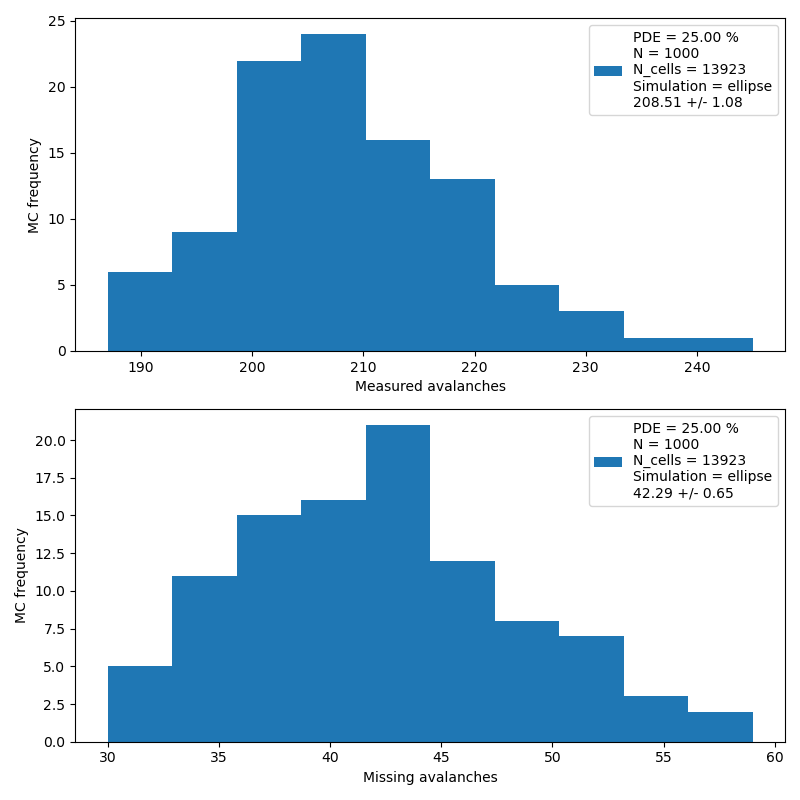 25
20
15
10
5
0
MC frequency
PDE = 25.00 %
N = 1000
N_cells = 13923
Simulation = ellipse
208.51 +/- 1.08
190 200 210 220 230 240
Measured avalanches
20.0
17.5
15.0
12.5
10.0
7.5
5.0
2.5
0.0
MC frequency
PDE = 25.00 %
N = 1000
N_cells = 13923
Simulation = ellipse
42.29 +/- 0.65
30 35 40 45 50 55 60
Missing avalanches